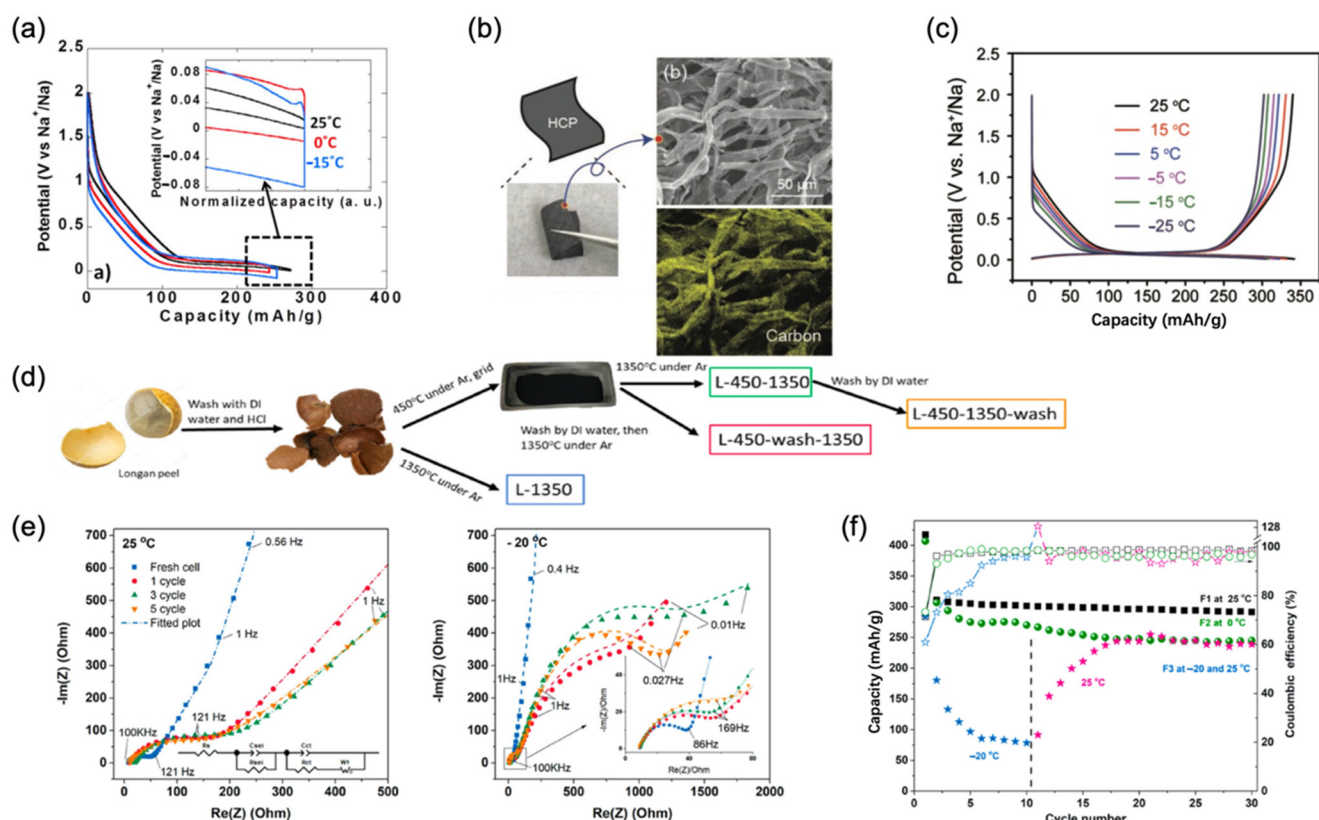 (a)
2.5
2
1.5
1
0.5
0
Potential (V vs Na⁺/Na)
0
100
200
300
400
Capacity (mAh/g)
a)
0.08
0.04
0
−0.04
−0.08
Potential (V vs Na⁺/Na)
25°C
0°C
−15°C
Normalized capacity (a. u.)
(b)
HCP
(b)
50 µm
Carbon
(c)
2.5
2.0
1.5
1.0
0.5
0.0
Potential (V vs. Na⁺/Na)
25 °C
15 °C
5 °C
−5 °C
−15 °C
−25 °C
0
50
100
150
200
250
300
350
Capacity (mAh/g)
(d)
Longan peel
Wash with DI
water and HCl
450°C under Ar, grid
1350°C under Ar
L-1350
Wash by DI water, then
1350°C under Ar
1350°C under Ar
L-450-1350
Wash by DI water
L-450-1350-wash
L-450-wash-1350
(e)
700
600
500
400
300
200
100
0
-Im(Z) (Ohm)
25 °C
Fresh cell
1 cycle
3 cycle
5 cycle
Fitted plot
0.56 Hz
1 Hz
1 Hz
100KHz
121 Hz
121 Hz
Rs
Csei
Rsei
Cct
Rct
W1
0
100
200
300
400
500
Re(Z) (Ohm)
700
600
500
400
300
200
100
0
-Im(Z) (Ohm)
- 20 °C
0.4 Hz
1Hz
1Hz
0.01Hz
0.027Hz
100KHz
-Im(Z)/Ohm
40
20
0
169Hz
86Hz
0
20
40
60
80
Re(Z)/Ohm
0
500
1000
1500
2000
Re(Z) (Ohm)
(f)
400
350
300
250
200
150
100
50
0
Capacity (mAh/g)
128
100
80
60
40
20
0
Coulombic efficiency (%)
F1 at 25 °C
F2 at 0 °C
F3 at −20 and 25 °C
25 °C
−20 °C
0
5
10
15
20
25
30
Cycle number